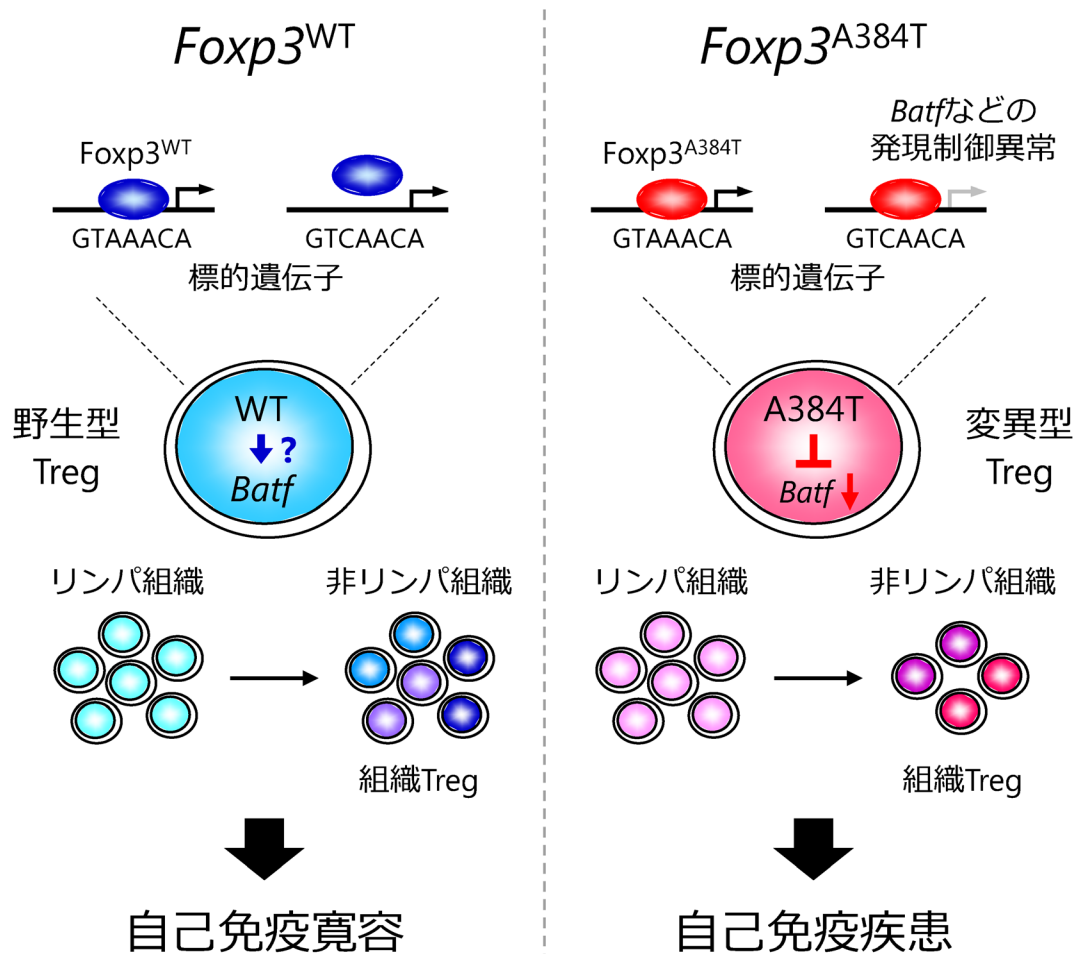 Foxp3WT
Foxp3WT
GTAAACA
GTCAACA
標的遺伝子
野生型
Treg
WT
?
Batf
リンパ組織
非リンパ組織
組織Treg
自己免疫寛容
Foxp3A384T
Batfなどの
発現制御異常
Foxp3A384T
GTAAACA
GTCAACA
標的遺伝子
A384T
Batf
変異型
Treg
リンパ組織
非リンパ組織
組織Treg
自己免疫疾患